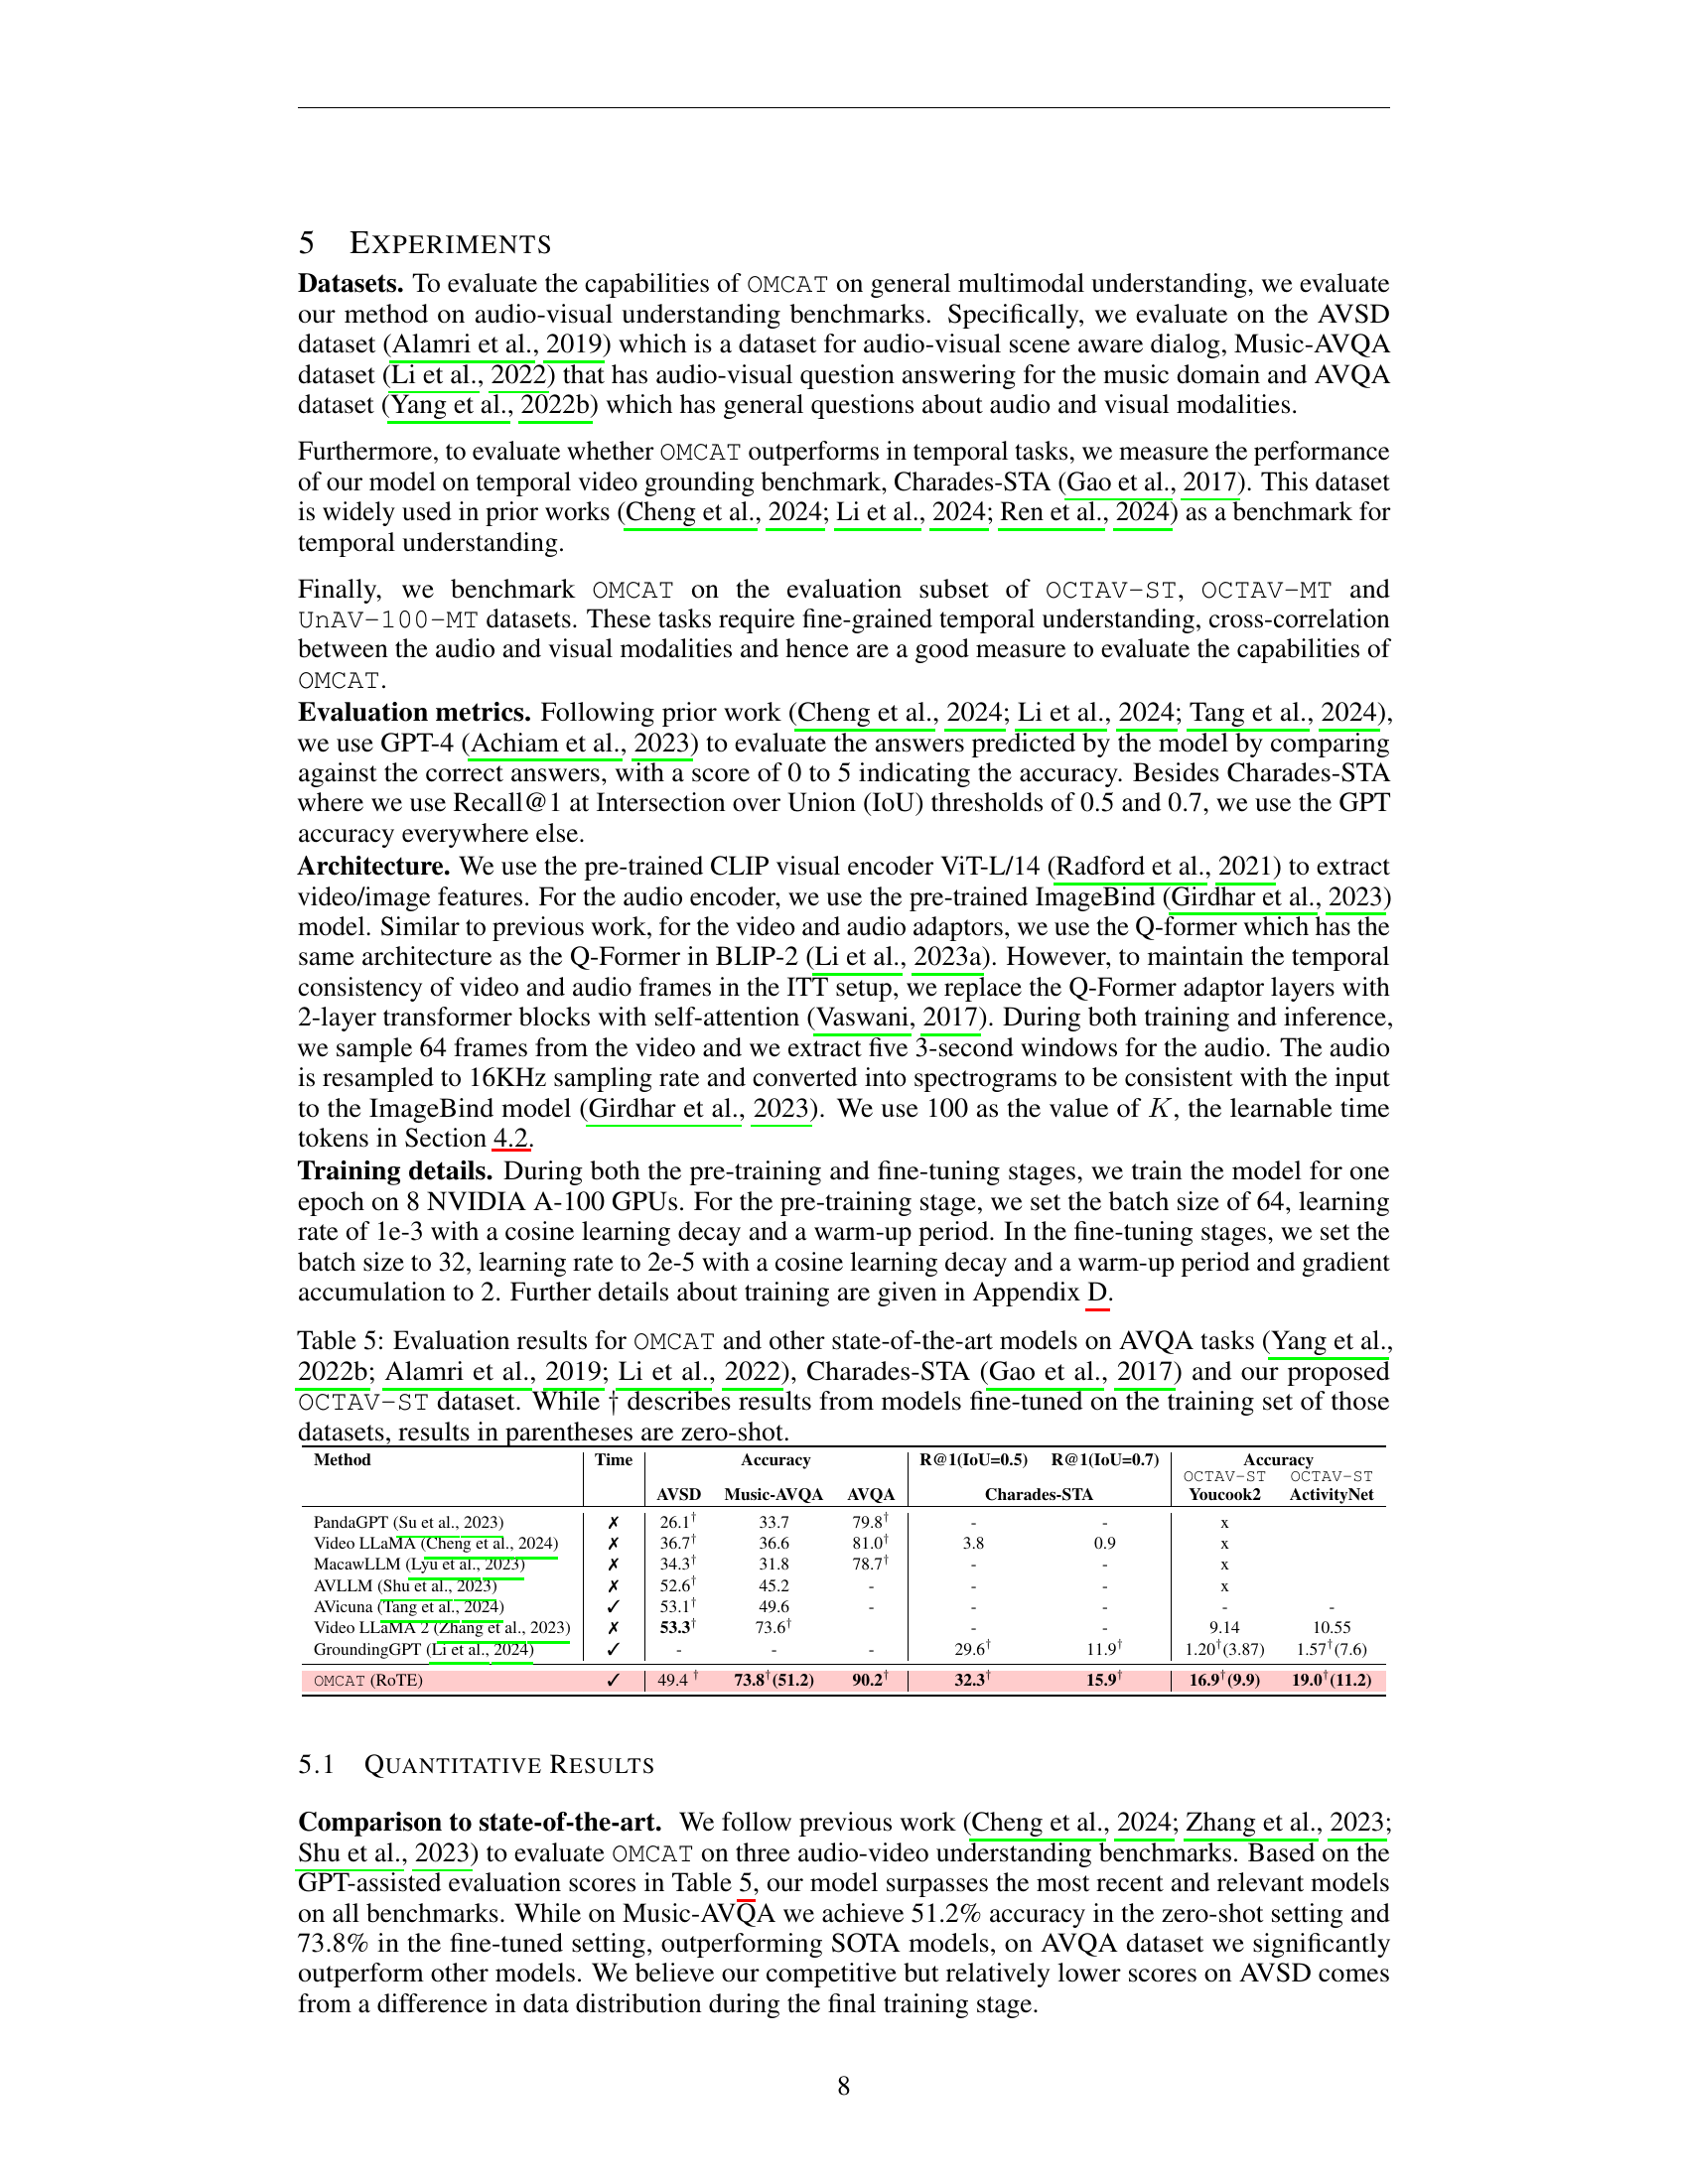 5 EXPERIMENTS
Datasets. To evaluate the capabilities of OMCAT on general multimodal understanding, we evaluate
our method on audio-visual understanding benchmarks. Specifically, we evaluate on the AVSD
dataset (Alamri et al., 2019) which is a dataset for audio-visual scene aware dialog, Music-AVQA
dataset (Li et al., 2022) that has audio-visual question answering for the music domain and AVQA
dataset (Yang et al., 2022b) which has general questions about audio and visual modalities.
Furthermore, to evaluate whether OMCAT outperforms in temporal tasks, we measure the performance
of our model on temporal video grounding benchmark, Charades-STA (Gao et al., 2017). This dataset
is widely used in prior works (Cheng et al., 2024; Li et al., 2024; Ren et al., 2024) as a benchmark for
temporal understanding.
Finally, we benchmark OMCAT on the evaluation subset of OCTAV-ST, OCTAV-MT and
UnAV-100-MT datasets. These tasks require fine-grained temporal understanding, cross-correlation
between the audio and visual modalities and hence are a good measure to evaluate the capabilities of
OMCAT.
Evaluation metrics. Following prior work (Cheng et al., 2024; Li et al., 2024; Tang et al., 2024),
we use GPT-4 (Achiam et al., 2023) to evaluate the answers predicted by the model by comparing
against the correct answers, with a score of 0 to 5 indicating the accuracy. Besides Charades-STA
where we use Recall@1 at Intersection over Union (IoU) thresholds of 0.5 and 0.7, we use the GPT
accuracy everywhere else.
Architecture. We use the pre-trained CLIP visual encoder ViT-L/14 (Radford et al., 2021) to extract
video/image features. For the audio encoder, we use the pre-trained ImageBind (Girdhar et al., 2023)
model. Similar to previous work, for the video and audio adaptors, we use the Q-former which has the
same architecture as the Q-Former in BLIP-2 (Li et al., 2023a). However, to maintain the temporal
consistency of video and audio frames in the ITT setup, we replace the Q-Former adaptor layers with
2-layer transformer blocks with self-attention (Vaswani, 2017). During both training and inference,
we sample 64 frames from the video and we extract five 3-second windows for the audio. The audio
is resampled to 16KHz sampling rate and converted into spectrograms to be consistent with the input
to the ImageBind model (Girdhar et al., 2023). We use 100 as the value of K, the learnable time
tokens in Section 4.2.
Training details. During both the pre-training and fine-tuning stages, we train the model for one
epoch on 8 NVIDIA A-100 GPUs. For the pre-training stage, we set the batch size of 64, learning
rate of 1e-3 with a cosine learning decay and a warm-up period. In the fine-tuning stages, we set the
batch size to 32, learning rate to 2e-5 with a cosine learning decay and a warm-up period and gradient
accumulation to 2. Further details about training are given in Appendix D.
Table 5: Evaluation results for OMCAT and other state-of-the-art models on AVQA tasks (Yang et al.,
2022b; Alamri et al., 2019; Li et al., 2022), Charades-STA (Gao et al., 2017) and our proposed
OCTAV-ST dataset. While † describes results from models fine-tuned on the training set of those
datasets, results in parentheses are zero-shot.
Method Time Accuracy R@1(IoU=0.5) R@1(IoU=0.7) Accuracy
OCTAV-ST OCTAV-ST
AVSD Music-AVQA AVQA Charades-STA Youcook2 ActivityNet
PandaGPT (Su et al., 2023) ✗ 26.1† 33.7 79.8† - - x
Video LLaMA (Cheng et al., 2024) ✗ 36.7† 36.6 81.0† 3.8 0.9 x
MacawLLM (Lyu et al., 2023) ✗ 34.3† 31.8 78.7† - - x
AVLLM (Shu et al., 2023) ✗ 52.6† 45.2 - - - x
AVicuna (Tang et al., 2024) ✓ 53.1† 49.6 - - - - -
Video LLaMA 2 (Zhang et al., 2023) ✗ 53.3† 73.6† - - 9.14 10.55
GroundingGPT (Li et al., 2024) ✓ - - - 29.6† 11.9† 1.20†(3.87) 1.57†(7.6)
OMCAT (RoTE) ✓ 49.4 † 73.8†(51.2) 90.2† 32.3† 15.9† 16.9†(9.9) 19.0†(11.2)
5.1 QUANTITATIVE RESULTS
Comparison to state-of-the-art. We follow previous work (Cheng et al., 2024; Zhang et al., 2023;
Shu et al., 2023) to evaluate OMCAT on three audio-video understanding benchmarks. Based on the
GPT-assisted evaluation scores in Table 5, our model surpasses the most recent and relevant models
on all benchmarks. While on Music-AVQA we achieve 51.2% accuracy in the zero-shot setting and
73.8% in the fine-tuned setting, outperforming SOTA models, on AVQA dataset we significantly
outperform other models. We believe our competitive but relatively lower scores on AVSD comes
from a difference in data distribution during the final training stage.
8